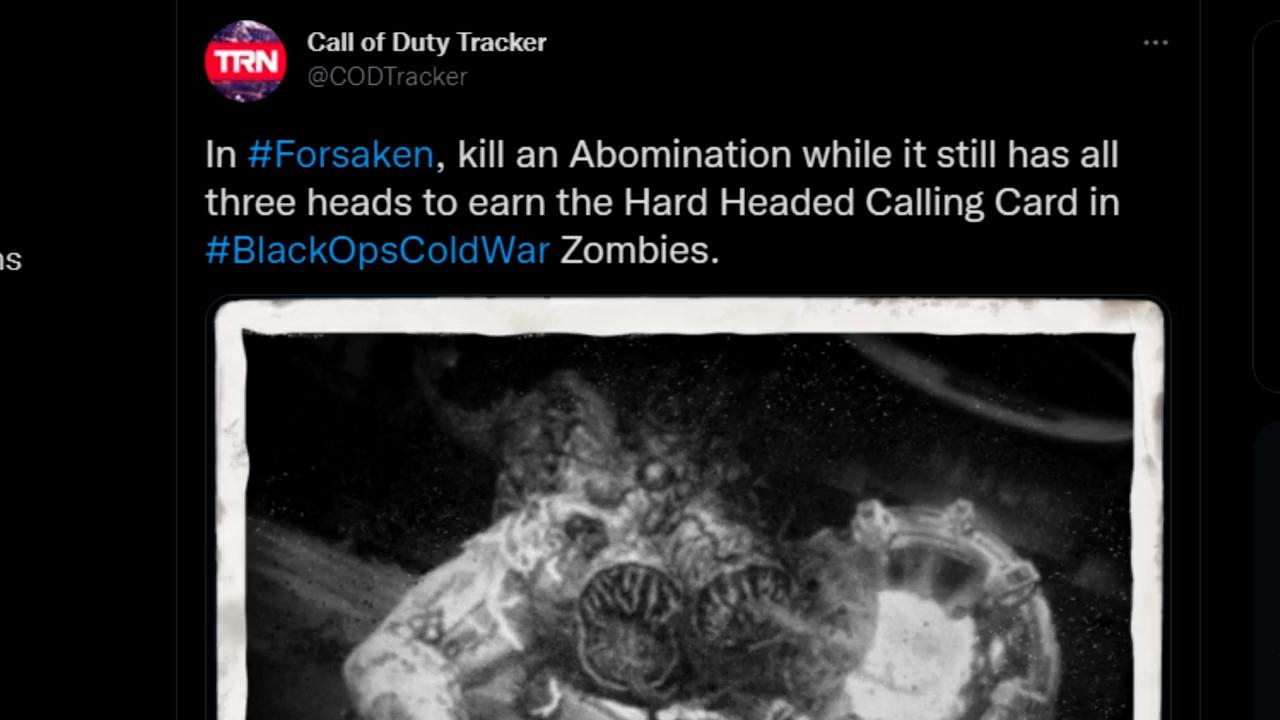 TRN
Call of Duty Tracker
@CODTracker
In #Forsaken, kill an Abomination while it still has all
three heads to earn the Hard Headed Calling Card in
#BlackOpsColdWar Zombies.
ns